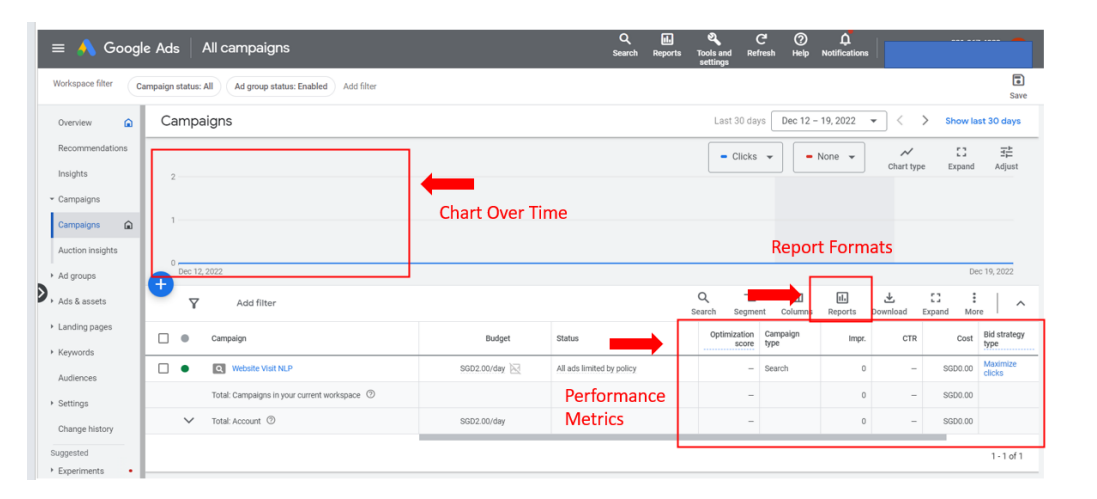 Google Ads
All campaigns
Search
Reports
Tools and
settings
Refresh
Help
Notifications
Workspace filter
Campaign status: All
Ad group status: Enabled
Add filter
Save
Overview
Recommendations
Insights
Campaigns
Campaigns
Auction insights
Ad groups
Ads & assets
Landing pages
Keywords
Audiences
Settings
Change history
Suggested
Experiments
Campaigns
Last 30 days
Dec 12 – 19, 2022
Show last 30 days
Clicks
None
Chart type
Expand
Adjust
2
1
0
Dec 12, 2022
Dec 19, 2022
Chart Over Time
Report Formats
Add filter
Search
Segment
Columns
Reports
Download
Expand
More
Campaign
Budget
Status
Optimization
score
Campaign
type
Impr.
CTR
Cost
Bid strategy
type
Website Visit NLP
SGD2.00/day
All ads limited by policy
–
Search
0
–
SGD0.00
Maximize
clicks
Total: Campaigns in your current workspace
–
0
–
SGD0.00
Total: Account
SGD2.00/day
–
0
–
SGD0.00
Performance
Metrics
1 - 1 of 1